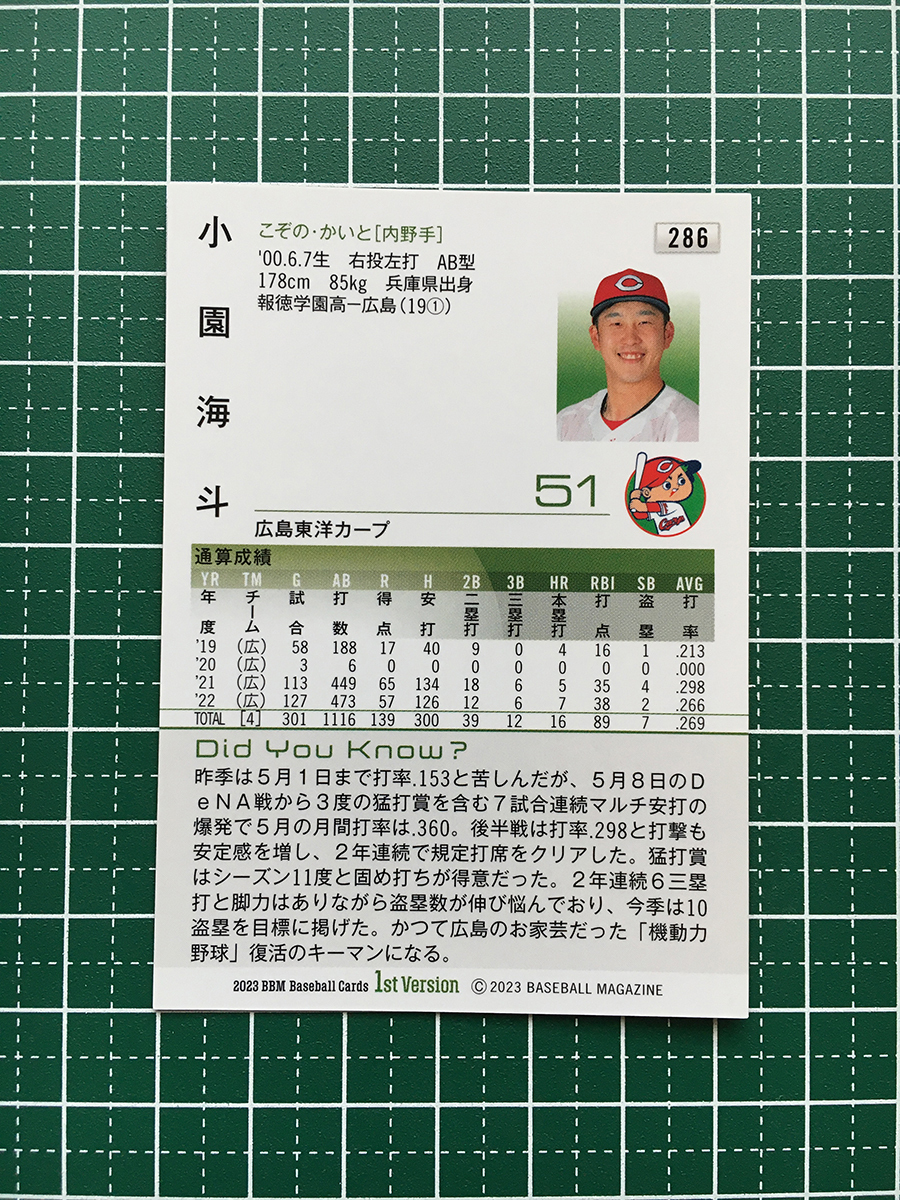 小園海斗
こぞの・かいと[内野手]
286
'00.6.7生 右投左打 AB型
178cm 85kg 兵庫県出身
報徳学園高ー広島(19①)
C
51
C
Carp
広島東洋カープ
通算成績
YR TM G AB R H 2B 3B HR RBI SB AVG
年度 チーム 試合 打数 得点 安打 二塁打 三塁打 本塁打 打点 盗塁 打率
'19 (広) 58 188 17 40 9 0 4 16 1 .213
'20 (広) 3 6 0 0 0 0 0 0 0 .000
'21 (広) 113 449 65 134 18 6 5 35 4 .298
'22 (広) 127 473 57 126 12 6 7 38 2 .266
TOTAL [4] 301 1116 139 300 39 12 16 89 7 .269
Did You Know?
昨季は5月1日まで打率.153と苦しんだが、5月8日のD
eNA戦から3度の猛打賞を含む7試合連続マルチ安打の
爆発で5月の月間打率は.360。後半戦は打率.298と打撃も
安定感を増し、2年連続で規定打席をクリアした。猛打賞
はシーズン11度と固め打ちが得意だった。2年連続6三塁
打と脚力はありながら盗塁数が伸び悩んでおり、今季は10
盗塁を目標に掲げた。かつて広島のお家芸だった「機動力
野球」復活のキーマンになる。
2023 BBM Baseball Cards 1st Version ©2023 BASEBALL MAGAZINE